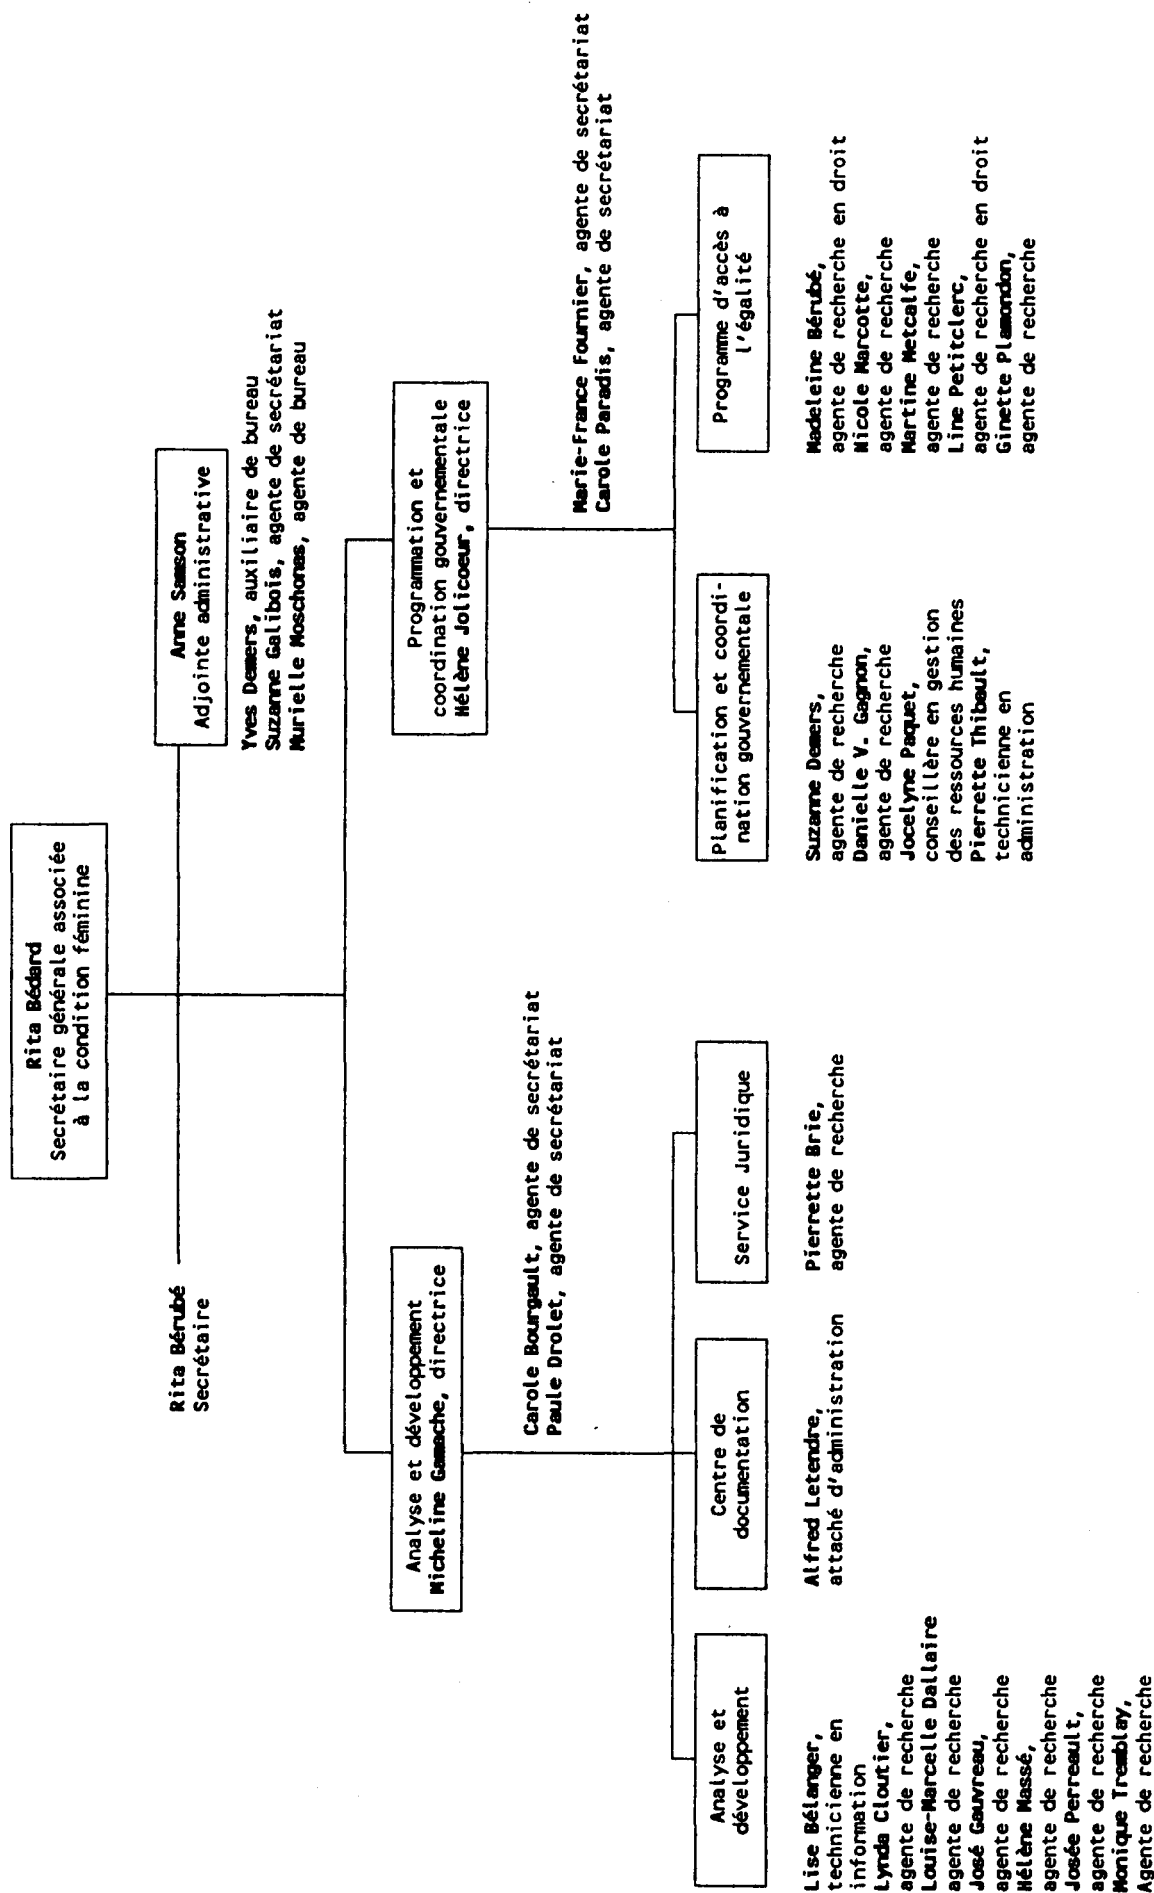 Rita Bédard
Secrétaire générale associée
à la condition féminine
Rita Bérubé
Secrétaire
Anne Samson
Adjointe administrative
Yves Demers, auxiliaire de bureau
Suzanne Galibois, agente de secrétariat
Murielle Moschonas, agente de bureau
Analyse et développement
Micheline Gamache, directrice
Carole Bourgault, agente de secrétariat
Paule Drolet, agente de secrétariat
Programmation et
coordination gouvernementale
Hélène Jolicoeur, directrice
Marie-France Fournier, agente de secrétariat
Carole Paradis, agente de secrétariat
Analyse et
développement
Lise Bélanger,
technicienne en
information
Lynda Cloutier,
agente de recherche
Louise-Marcelle Dallaire
agente de recherche
José Gauvreau,
agente de recherche
Hélène Massé,
agente de recherche
Josée Perreault,
agente de recherche
Monique Tremblay,
Agente de recherche
Centre de
documentation
Alfred Letendre,
attaché d'administration
Service Juridique
Pierrette Brie,
agente de recherche
Planification et coordi-
nation gouvernementale
Suzanne Demers,
agente de recherche
Danielle V. Gagnon,
agente de recherche
Jocelyne Paquet,
conseillère en gestion
des ressources humaines
Pierrette Thibault,
technicienne en
administration
Programme d'accès à
l'égalité
Madeleine Bérubé,
agente de recherche en droit
Nicole Marcotte,
agente de recherche
Martine Metcalfe,
agente de recherche
Line Petitclerc,
agente de recherche en droit
Ginette Plamondon,
agente de recherche